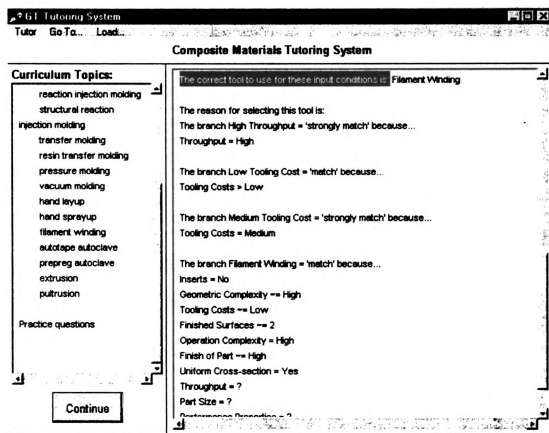 GT Tutoring System
Tutor Go To... Load...
Composite Materials Tutoring System
Curriculum Topics:
reaction injection molding
structural reaction
injection molding
transfer molding
resin transfer molding
pressure molding
vacuum molding
hand layup
hand sprayup
filament winding
autotape autoclave
prepreg autoclave
extrusion
pultrusion
Practice questions
Continue
The correct tool to use for these input conditions is: Filament Winding
The reason for selecting this tool is:
The branch High Throughput = 'strongly match' because...
Throughput = High
The branch Low Tooling Cost = 'match' because...
Tooling Costs > Low
The branch Medium Tooling Cost = 'strongly match' because...
Tooling Costs = Medium
The branch Filament Winding = 'match' because...
Inserts = No
Geometric Complexity ~= High
Tooling Costs ~= Low
Finished Surfaces ~= 2
Operation Complexity = High
Finish of Part ~= High
Uniform Cross-section = Yes
Throughput = ?
Part Size = ?
Performance Properties = ?